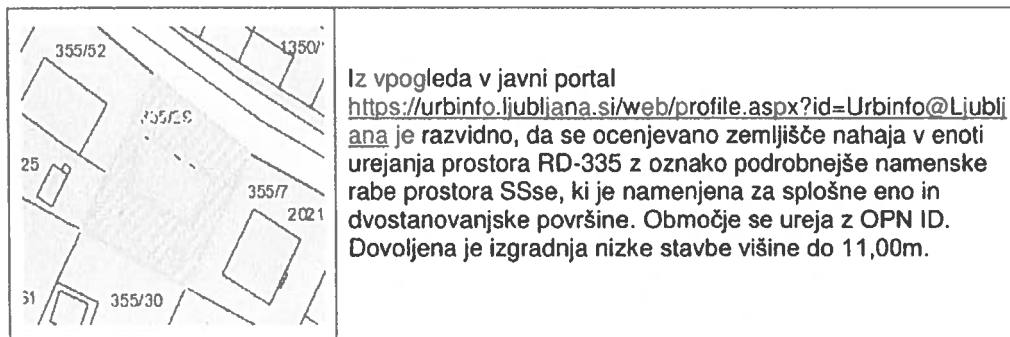 355/52
1350/
25
355/7
2021
61
355/30
Iz vpogleda v javni portal
https://urbinfo.ljubljana.si/web/profile.aspx?id=Urbinfo@Ljublj
ana je razvidno, da se ocenjevano zemljišče nahaja v enoti
urejanja prostora RD-335 z oznako podrobnejše namenske
rabe prostora SSse, ki je namenjena za splošne eno in
dvostanovanjske površine. Območje se ureja z OPN ID.
Dovoljena je izgradnja nizke stavbe višine do 11,00m.